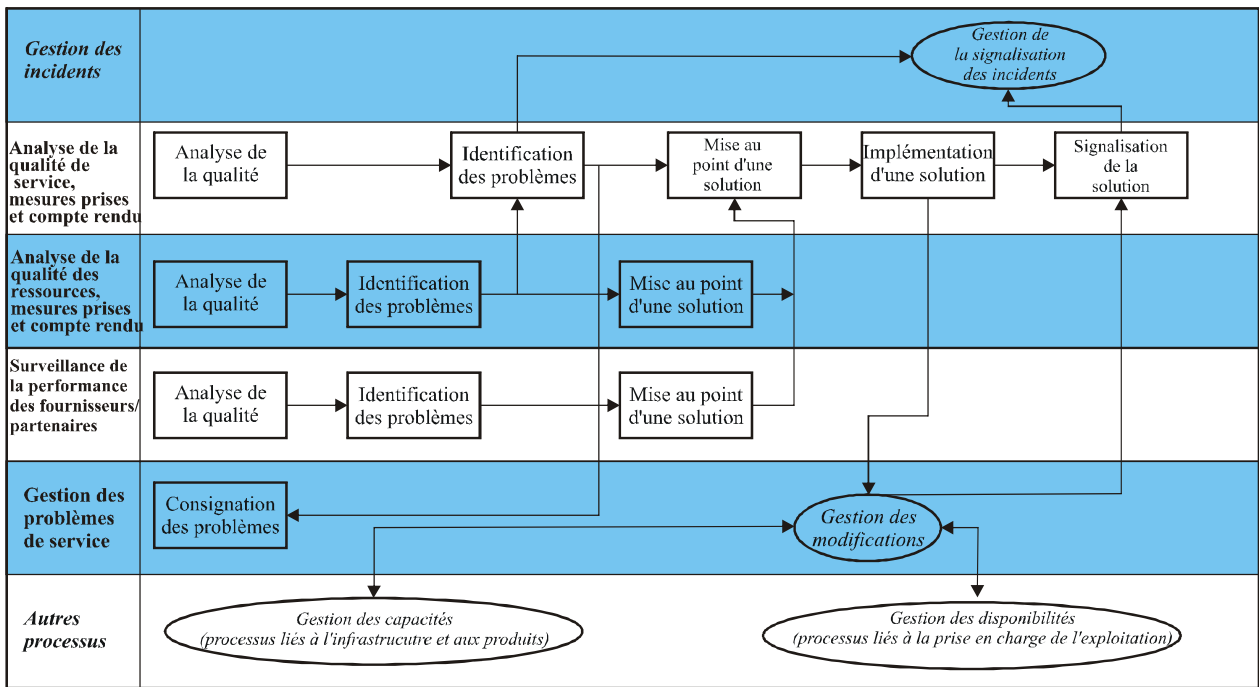 Gestion des
incidents
Gestion de
la signalisation
des incidents
Analyse de la
qualité de
service,
mesures prises
et compte rendu
Analyse de
la qualité
Identification
des problèmes
Mise au
point d'une
solution
Implémentation
d'une solution
Signalisation
de la
solution
Analyse de la
qualité des
ressources,
mesures prises
et compte rendu
Analyse de
la qualité
Identification
des problèmes
Mise au point
d'une solution
Surveillance de
la performance
des fournisseurs/
partenaires
Analyse de
la qualité
Identification
des problèmes
Mise au point
d'une solution
Gestion des
problèmes
de service
Consignation
des problèmes
Gestion des
modifications
Autres
processus
Gestion des capacités
(processus liés à l'infrastrucutre et aux produits)
Gestion des disponibilités
(processus liés à la prise en charge de l'exploitation)